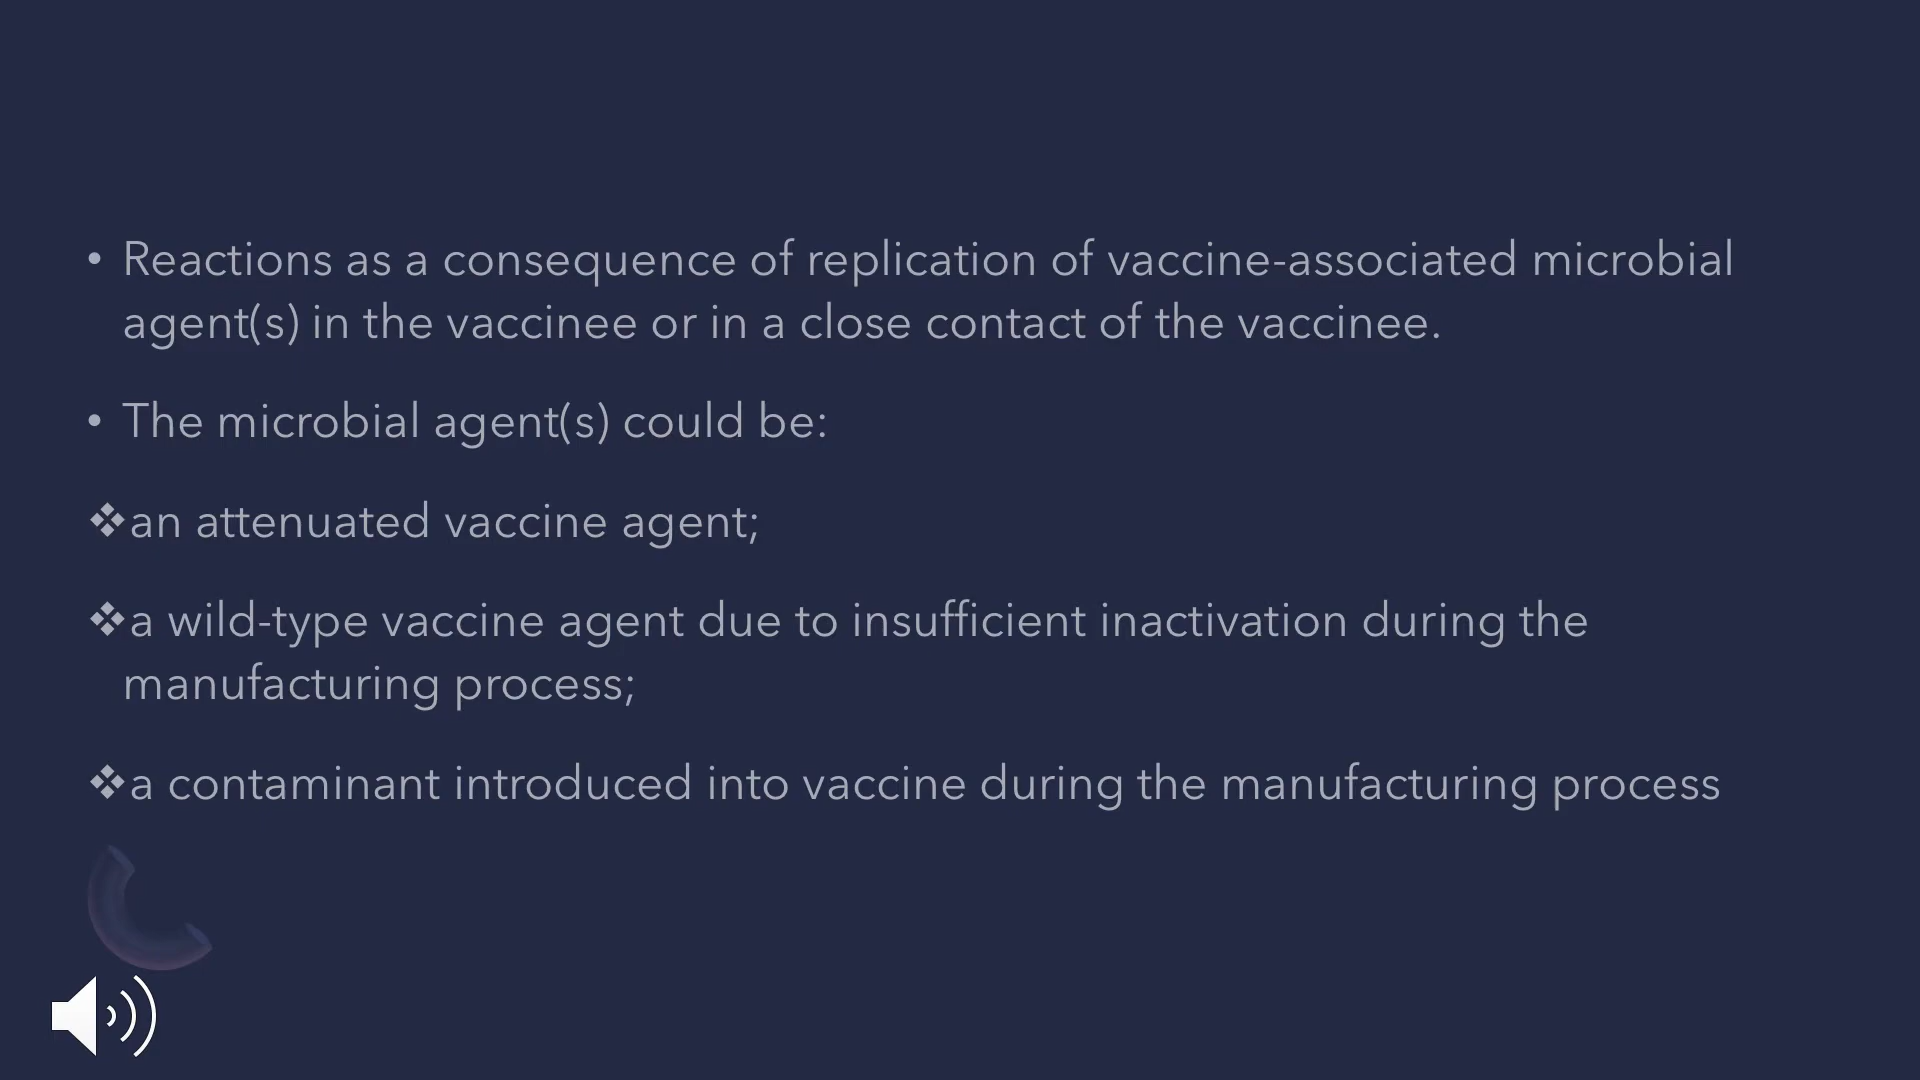 • Reactions as a consequence of replication of vaccine-associated microbial
agent(s) in the vaccinee or in a close contact of the vaccinee.
• The microbial agent(s) could be:
❖an attenuated vaccine agent;
❖a wild-type vaccine agent due to insufficient inactivation during the
manufacturing process;
❖a contaminant introduced into vaccine during the manufacturing process